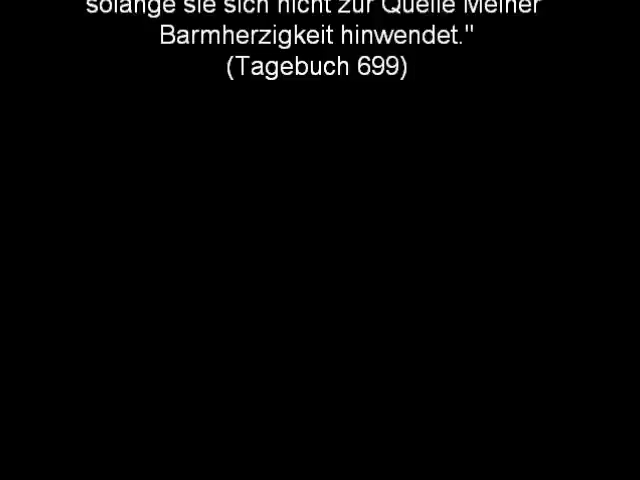 solange sie sich nicht zur Quelle Meiner
Barmherzigkeit hinwendet."
(Tagebuch 699)